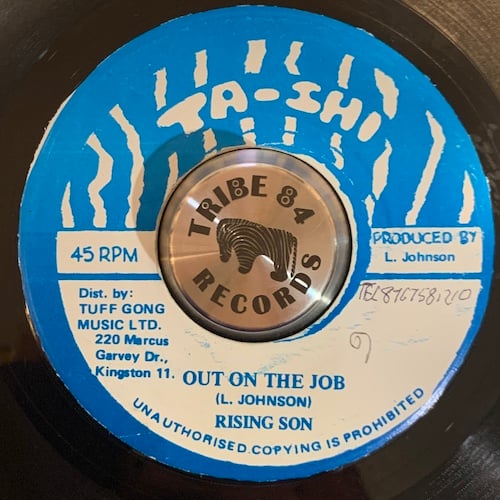 TA-SHI
TRIBE 84
RECORDS
45 RPM
PRODUCED BY
L. Johnson
Dist. by:
TUFF GONG
MUSIC LTD.
220 Marcus
Garvey Dr.,
Kingston 11.
OUT ON THE JOB
(L. JOHNSON)
RISING SON
UNAUTHORISED.COPYING IS PROHIBITED